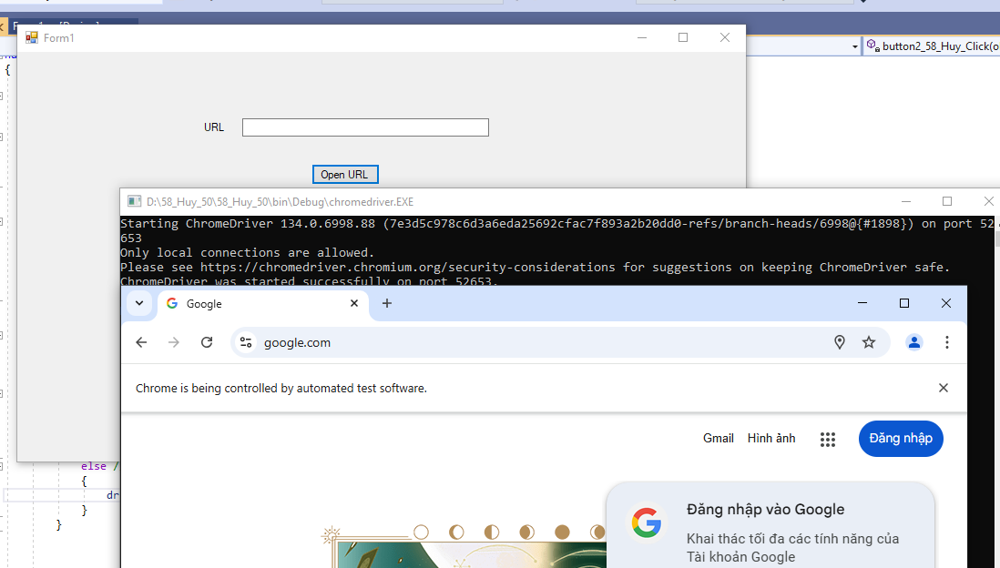 Form1
button2_58_Huy_Click(o
{
URL
Open URL
D:\58_Huy_50\58_Huy_50\bin\Debug\chromedriver.EXE
Starting ChromeDriver 134.0.6998.88 (7e3d5c978c6d3a6eda25692cfac7f893a2b20dd0-refs/branch-heads/6998@{#1898}) on port 52
653
Only local connections are allowed.
Please see https://chromedriver.chromium.org/security-considerations for suggestions on keeping ChromeDriver safe.
ChromeDriver was started successfully on port 52653.
Google
google.com
Chrome is being controlled by automated test software.
Gmail Hình ảnh Đăng nhập
else /
{
dr
}
}
Đăng nhập vào Google
Khai thác tối đa các tính năng của
Tài khoản Google